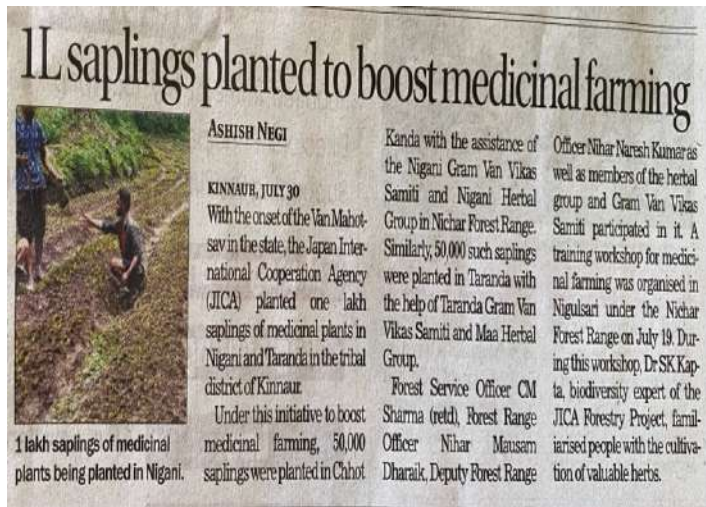 1L saplings planted to boost medicinal farming
1 lakh saplings of medicinal
plants being planted in Nigani.
ASHISH NEGI
KINNAUR, JULY 30
With the onset of the Van Mahot-
sav in the state, the Japan Inter-
national Cooperation Agency
(JICA) planted one lakh
saplings of medicinal plants in
Nigani and Taranda in the tribal
district of Kinnaur.
Under this initiative to boost
medicinal farming, 50,000
saplings were planted in Chhot
Kanda with the assistance of
the Nigani Gram Van Vikas
Samiti and Nigani Herbal
Group in Nichar Forest Range.
Similarly, 50,000 such saplings
were planted in Taranda with
the help of Taranda Gram Van
Vikas Samiti and Maa Herbal
Group.
Forest Service Officer CM
Sharma (retd), Forest Range
Officer Nihar Mausam
Dharaik, Deputy Forest Range
Officer Nihar Naresh Kumar as
well as members of the herbal
group and Gram Van Vikas
Samiti participated in it. A
training workshop for medici-
nal farming was organised in
Nigulsari under the Nichar
Forest Range on July 19. Dur-
ing this workshop, Dr SK Kap-
ta, biodiversity expert of the
JICA Forestry Project, famil-
iarised people with the cultiva-
tion of valuable herbs.